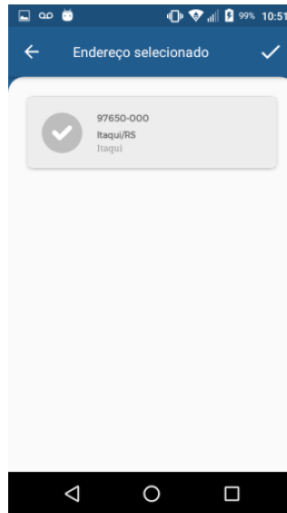 99% 10:51
Endereço selecionado
97650-000
Itaqui/RS
Itaqui